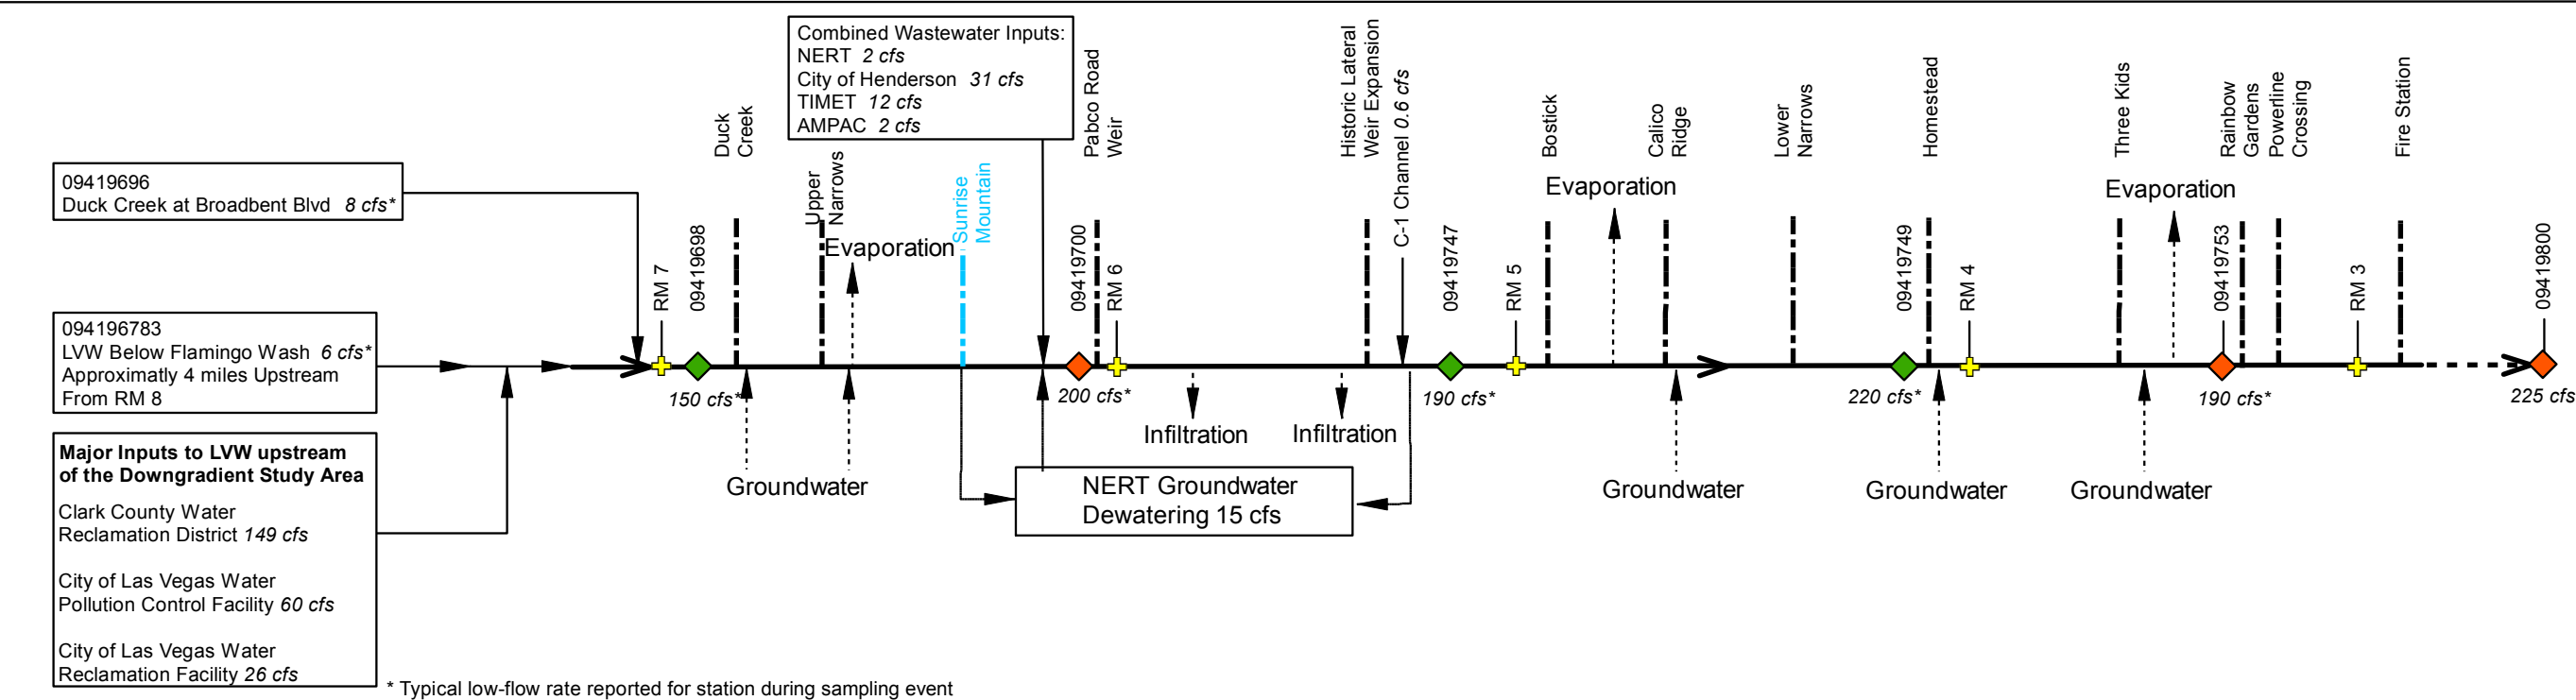 Combined Wastewater Inputs:
NERT 2 cfs
City of Henderson 31 cfs
TIMET 12 cfs
AMPAC 2 cfs
09419696
Duck Creek at Broadbent Blvd 8 cfs*
094196783
LVW Below Flamingo Wash 6 cfs*
Approximatly 4 miles Upstream
From RM 8
Major Inputs to LVW upstream
of the Downgradient Study Area
Clark County Water
Reclamation District 149 cfs
City of Las Vegas Water
Pollution Control Facility 60 cfs
City of Las Vegas Water
Reclamation Facility 26 cfs
RM 7
09419698
150 cfs*
Duck
Creek
Upper
Narrows
Evaporation
Sunrise
Mountain
Groundwater
09419700
200 cfs*
Pabco Road
Weir
RM 6
Infiltration
Infiltration
NERT Groundwater
Dewatering 15 cfs
Historic Lateral
Weir Expansion
C-1 Channel 0.6 cfs
09419747
190 cfs*
RM 5
Bostick
Evaporation
Calico
Ridge
Groundwater
Lower
Narrows
09419749
220 cfs*
Homestead
RM 4
Groundwater
Three Kids
Evaporation
Groundwater
09419753
190 cfs*
Rainbow
Gardens
Powerline
Crossing
RM 3
Fire Station
09419800
225 cfs
* Typical low-flow rate reported for station during sampling event